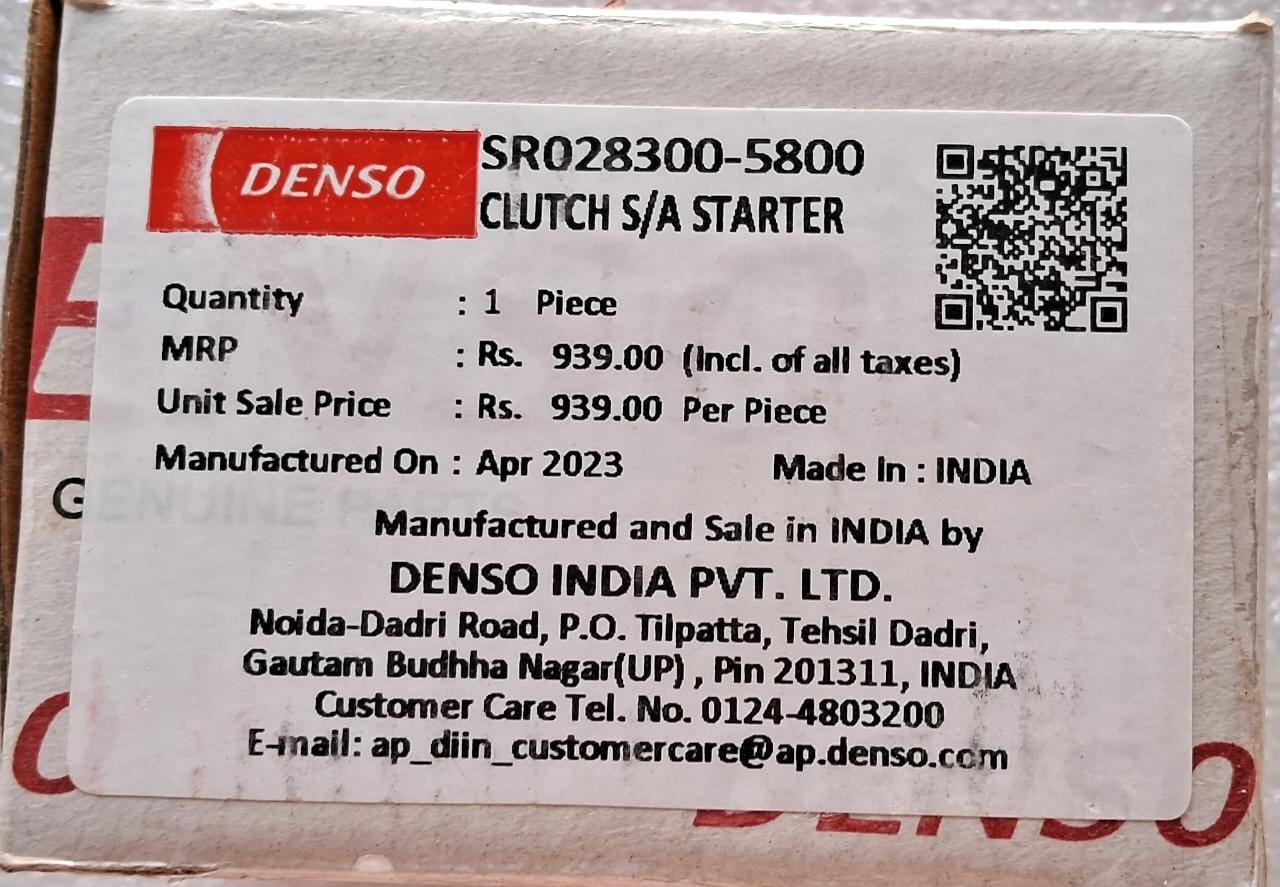 DENSO
SR028300-5800
CLUTCH S/A STARTER
Quantity : 1 Piece
MRP : Rs. 939.00 (Incl. of all taxes)
Unit Sale Price : Rs. 939.00 Per Piece
Manufactured On : Apr 2023 Made In : INDIA
GENUINE PARTS
Manufactured and Sale in INDIA by
DENSO INDIA PVT. LTD.
Noida-Dadri Road, P.O. Tilpatta, Tehsil Dadri,
Gautam Budhha Nagar(UP) , Pin 201311, INDIA
Customer Care Tel. No. 0124-4803200
E-mail: ap_diin_customercare@ap.denso.com
DENSO